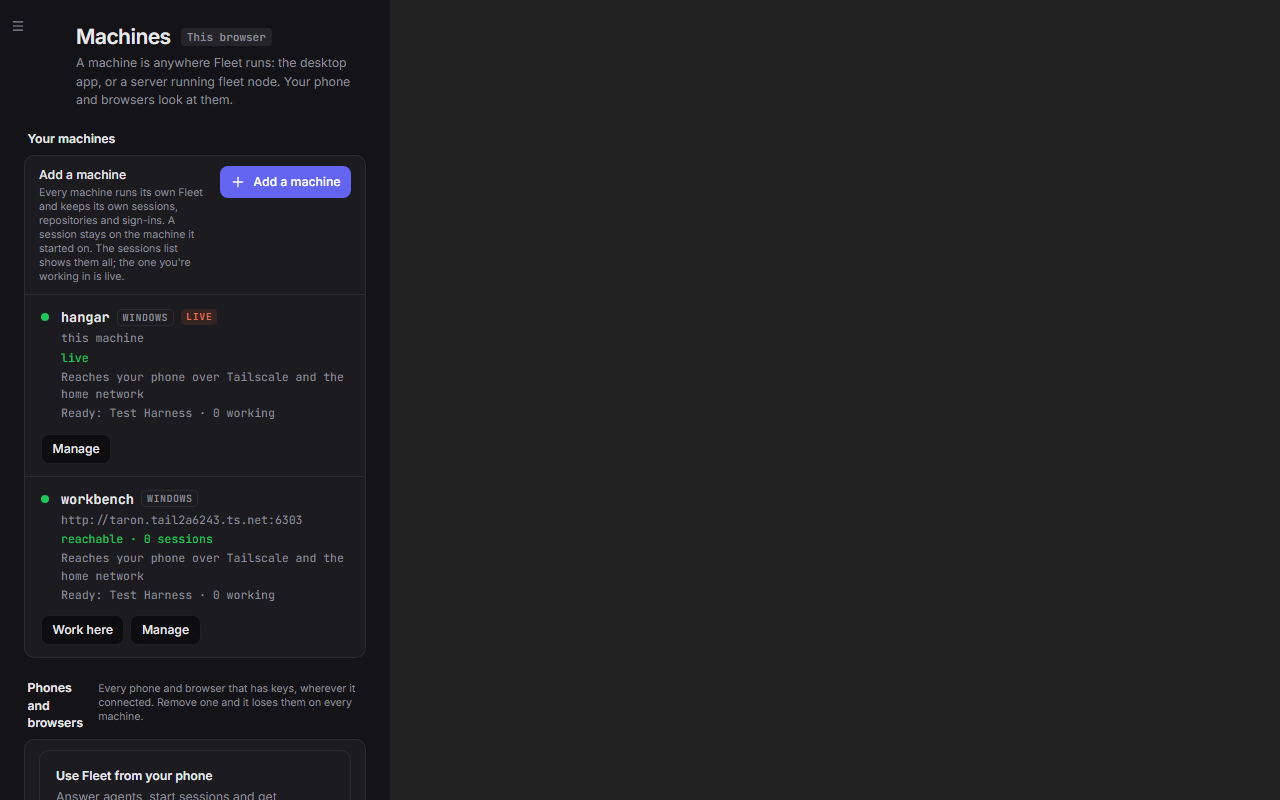 Machines This browser
A machine is anywhere Fleet runs: the desktop
app, or a server running fleet node. Your phone
and browsers look at them.
Your machines
Add a machine
Every machine runs its own Fleet
and keeps its own sessions,
repositories and sign-ins. A
session stays on the machine it
started on. The sessions list
shows them all; the one you're
working in is live.
+ Add a machine
hangar WINDOWS LIVE
this machine
live
Reaches your phone over Tailscale and the
home network
Ready: Test Harness · 0 working
Manage
workbench WINDOWS
http://taron.tail2a6243.ts.net:6303
reachable · 0 sessions
Reaches your phone over Tailscale and the
home network
Ready: Test Harness · 0 working
Work here Manage
Phones
and
browsers
Every phone and browser that has keys, wherever it
connected. Remove one and it loses them on every
machine.
Use Fleet from your phone
Answer agents, start sessions and get